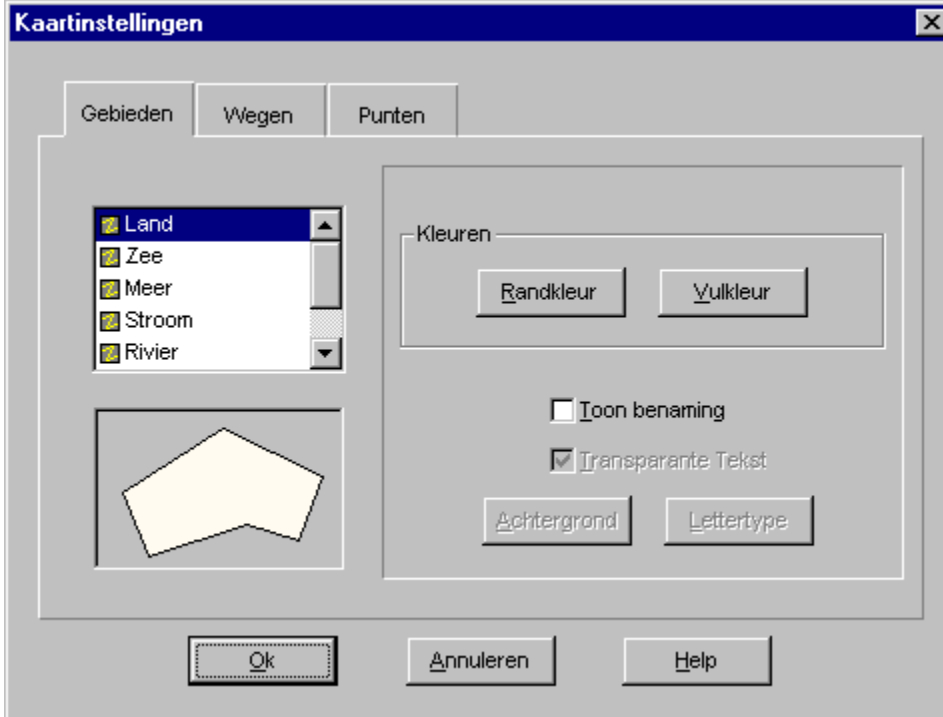 Kaartinstellingen
Gebieden
Wegen
Punten
Land
Zee
Meer
Stroom
Rivier
Kleuren
Randkleur
Vulkleur
Toon benaming
Transparante Tekst
Achtergrond
Lettertype
Ok
Annuleren
Help